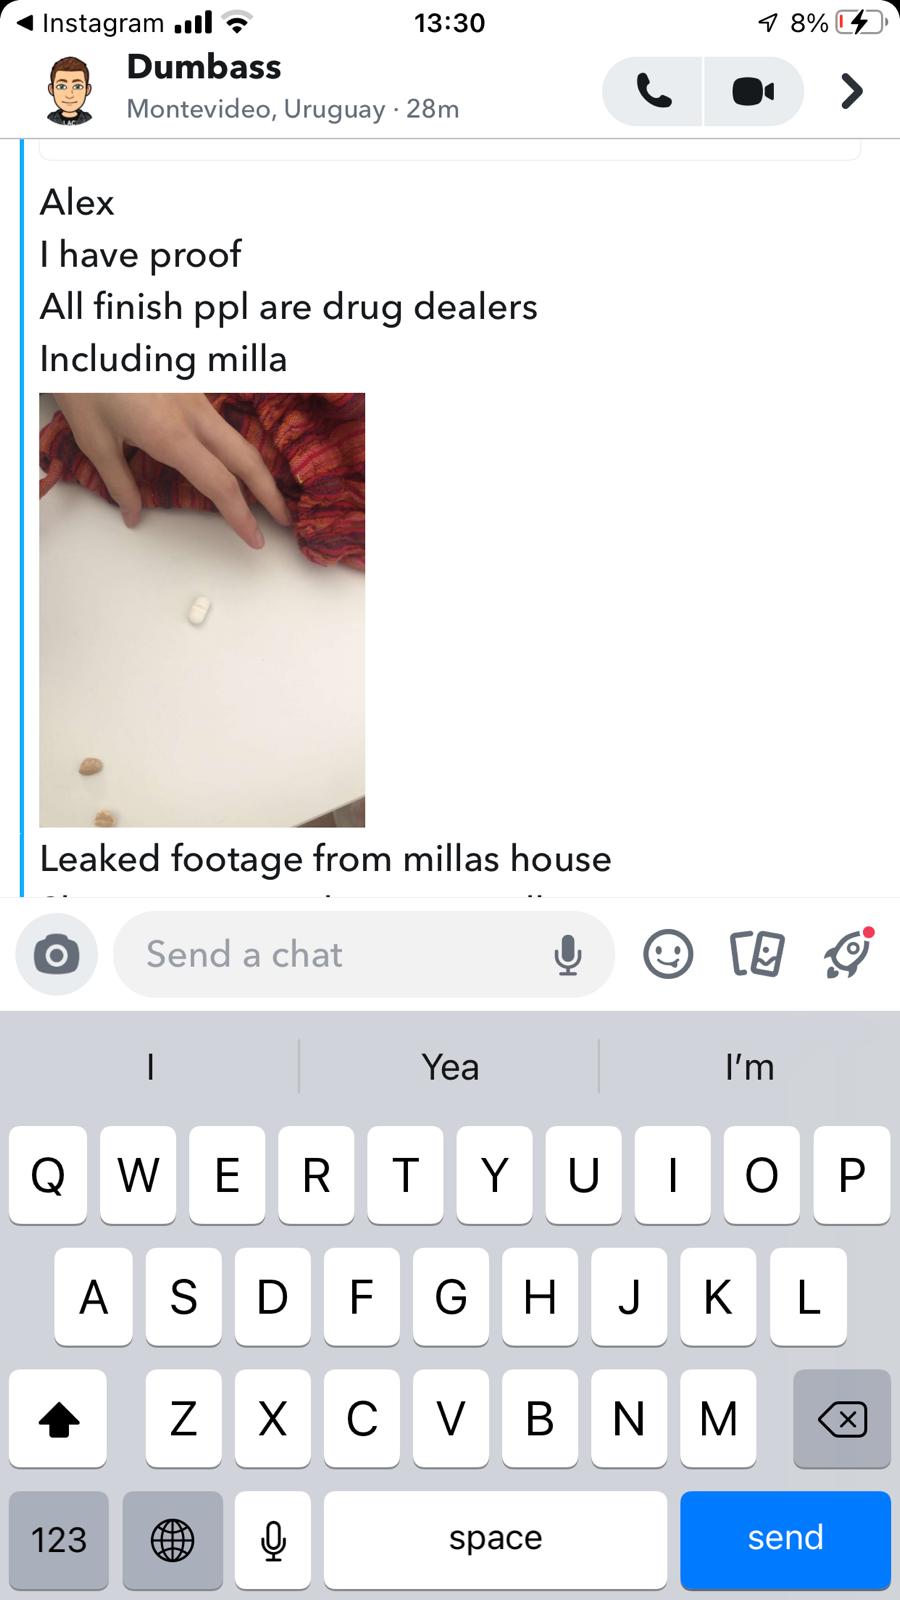 Instagram
13:30
8%
Dumbass
Montevideo, Uruguay · 28m
Alex
I have proof
All finish ppl are drug dealers
Including milla
Leaked footage from millas house
Send a chat
I
Yea
I'm
Q W E R T Y U I O P
A S D F G H J K L
Z X C V B N M
123
space
send